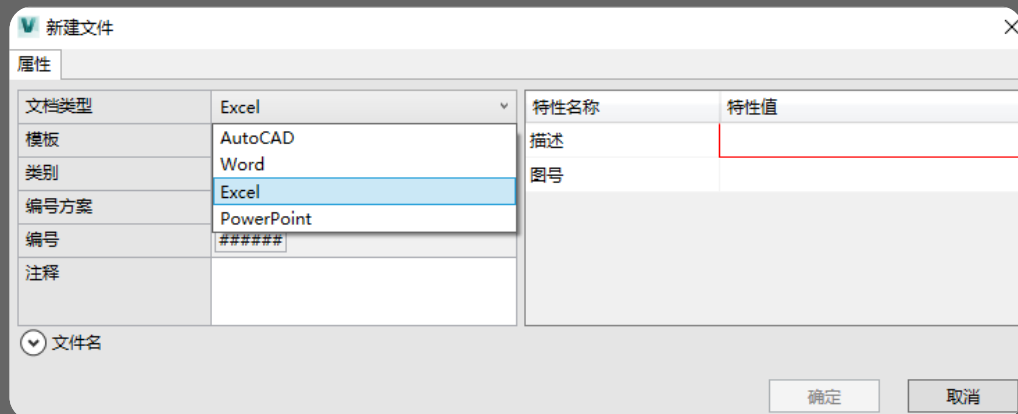 新建文件
属性
文档类型 Excel 特性名称 特性值
模板 AutoCAD 描述
Word
类别 Excel 图号
编号方案 PowerPoint
编号 ######
注释
文件名
确定 取消